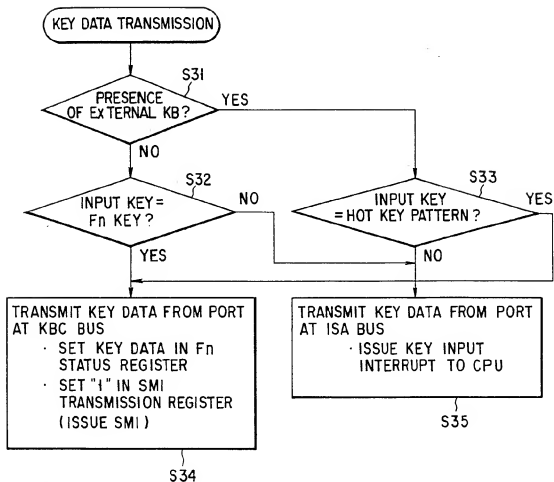 KEY DATA TRANSMISSION
S31
PRESENCE
OF EXTERNAL KB?
YES
NO
S32
INPUT KEY=
Fn KEY?
NO
YES
S33
INPUT KEY
=HOT KEY PATTERN?
YES
NO
TRANSMIT KEY DATA FROM PORT
AT KBC BUS
· SET KEY DATA IN Fn
STATUS REGISTER
· SET "1" IN SMI
TRANSMISSION REGISTER
(ISSUE SMI)
S34
TRANSMIT KEY DATA FROM PORT
AT ISA BUS
· ISSUE KEY INPUT
INTERRUPT TO CPU
S35